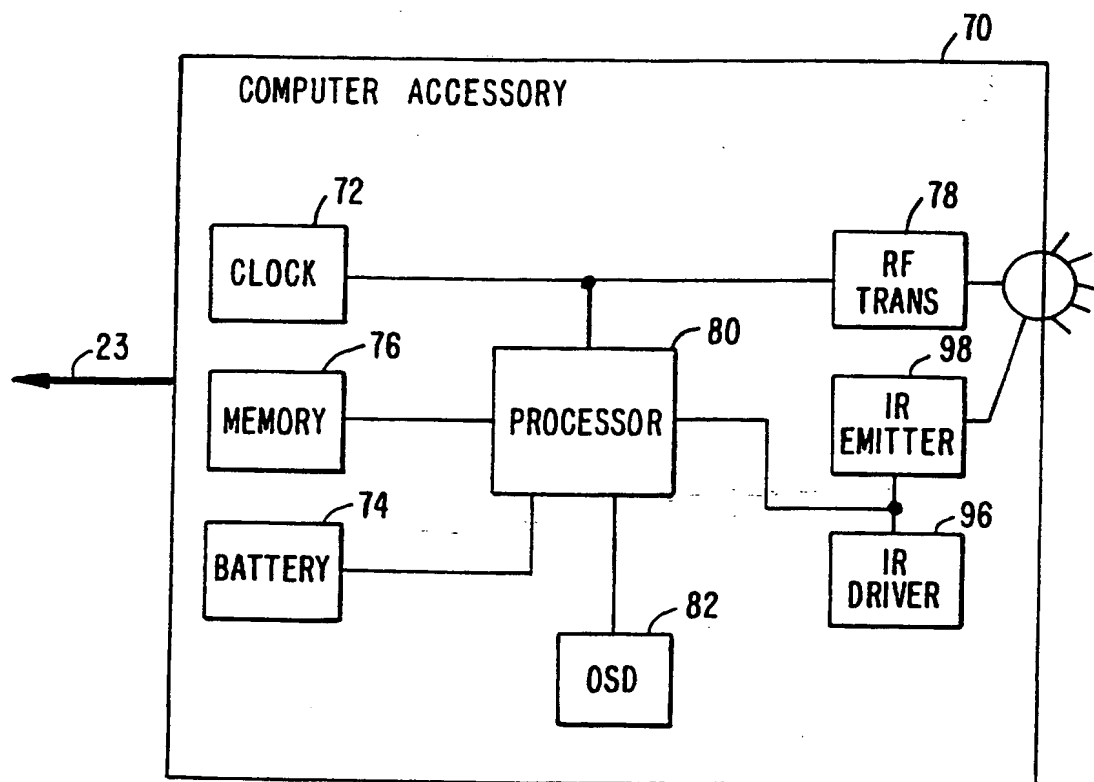 70
COMPUTER ACCESSORY
72
CLOCK
78
RF
TRANS
23
76
MEMORY
80
PROCESSOR
98
IR
EMITTER
74
BATTERY
96
IR
DRIVER
82
OSD